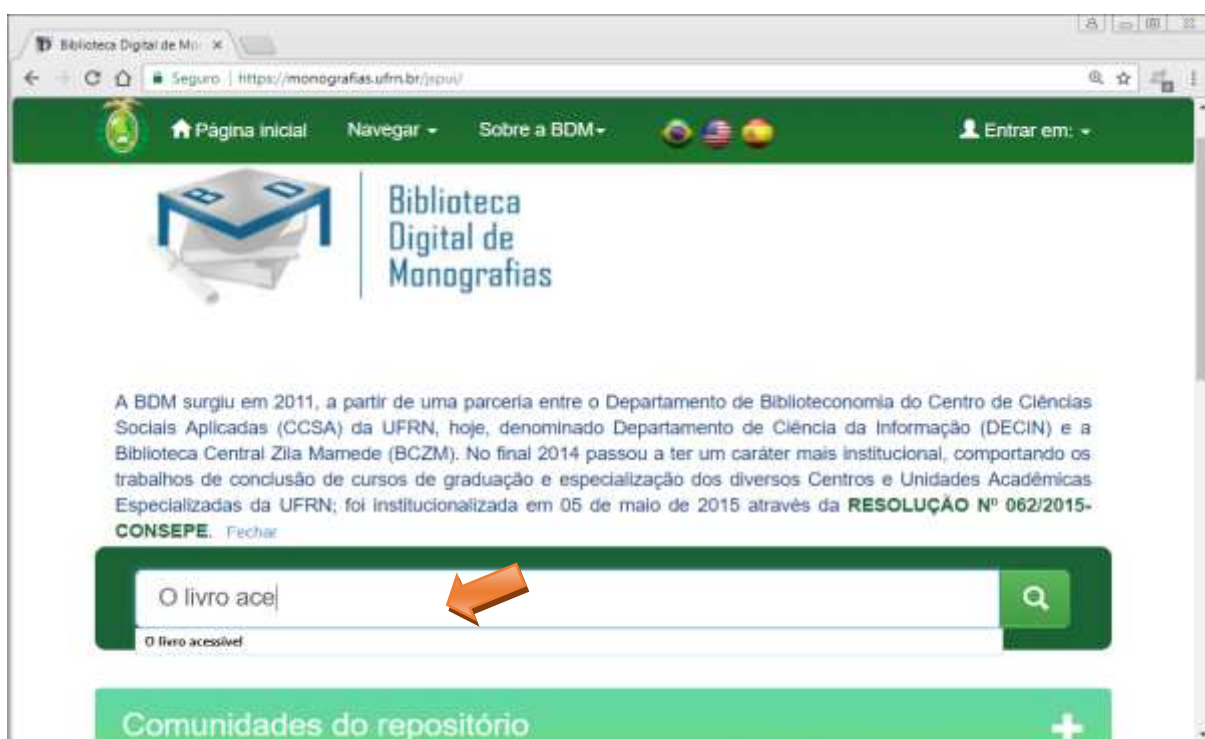 Biblioteca Digital de Mo
Seguro | https://monografias.ufrn.br/jspui/
Página inicial Navegar Sobre a BDM Entrar em:
B D
Biblioteca
Digital de
Monografias
A BDM surgiu em 2011, a partir de uma parceria entre o Departamento de Biblioteconomia do Centro de Ciências
Sociais Aplicadas (CCSA) da UFRN, hoje, denominado Departamento de Ciência da Informação (DECIN) e a
Biblioteca Central Zila Mamede (BCZM). No final 2014 passou a ter um caráter mais institucional, comportando os
trabalhos de conclusão de cursos de graduação e especialização dos diversos Centros e Unidades Acadêmicas
Especializadas da UFRN; foi institucionalizada em 05 de maio de 2015 através da RESOLUÇÃO Nº 062/2015-
CONSEPE. Fechar
O livro ace
O livro acessível
Comunidades do repositório